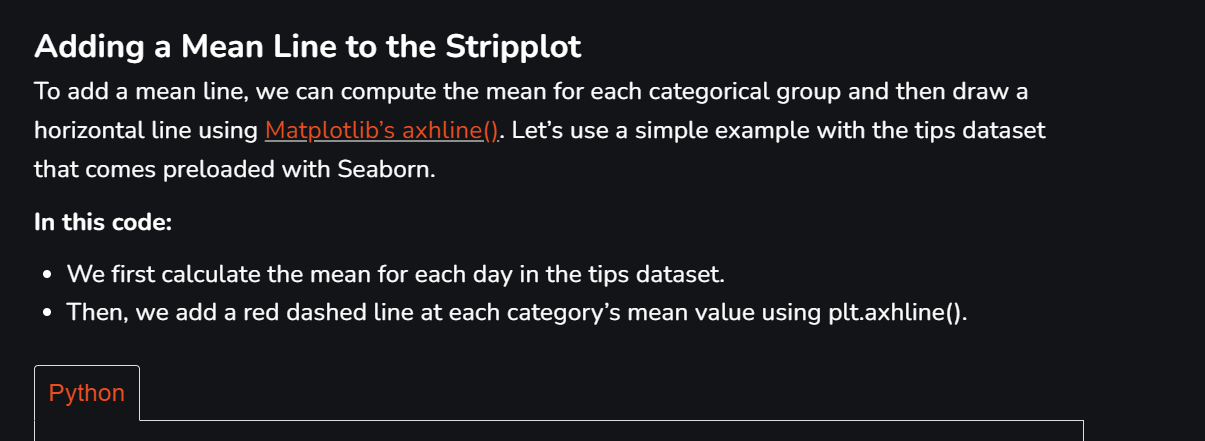 Adding a Mean Line to the Stripplot
To add a mean line, we can compute the mean for each categorical group and then draw a
horizontal line using Matplotlib’s axhline(). Let’s use a simple example with the tips dataset
that comes preloaded with Seaborn.
In this code:
• We first calculate the mean for each day in the tips dataset.
• Then, we add a red dashed line at each category’s mean value using plt.axhline().
Python